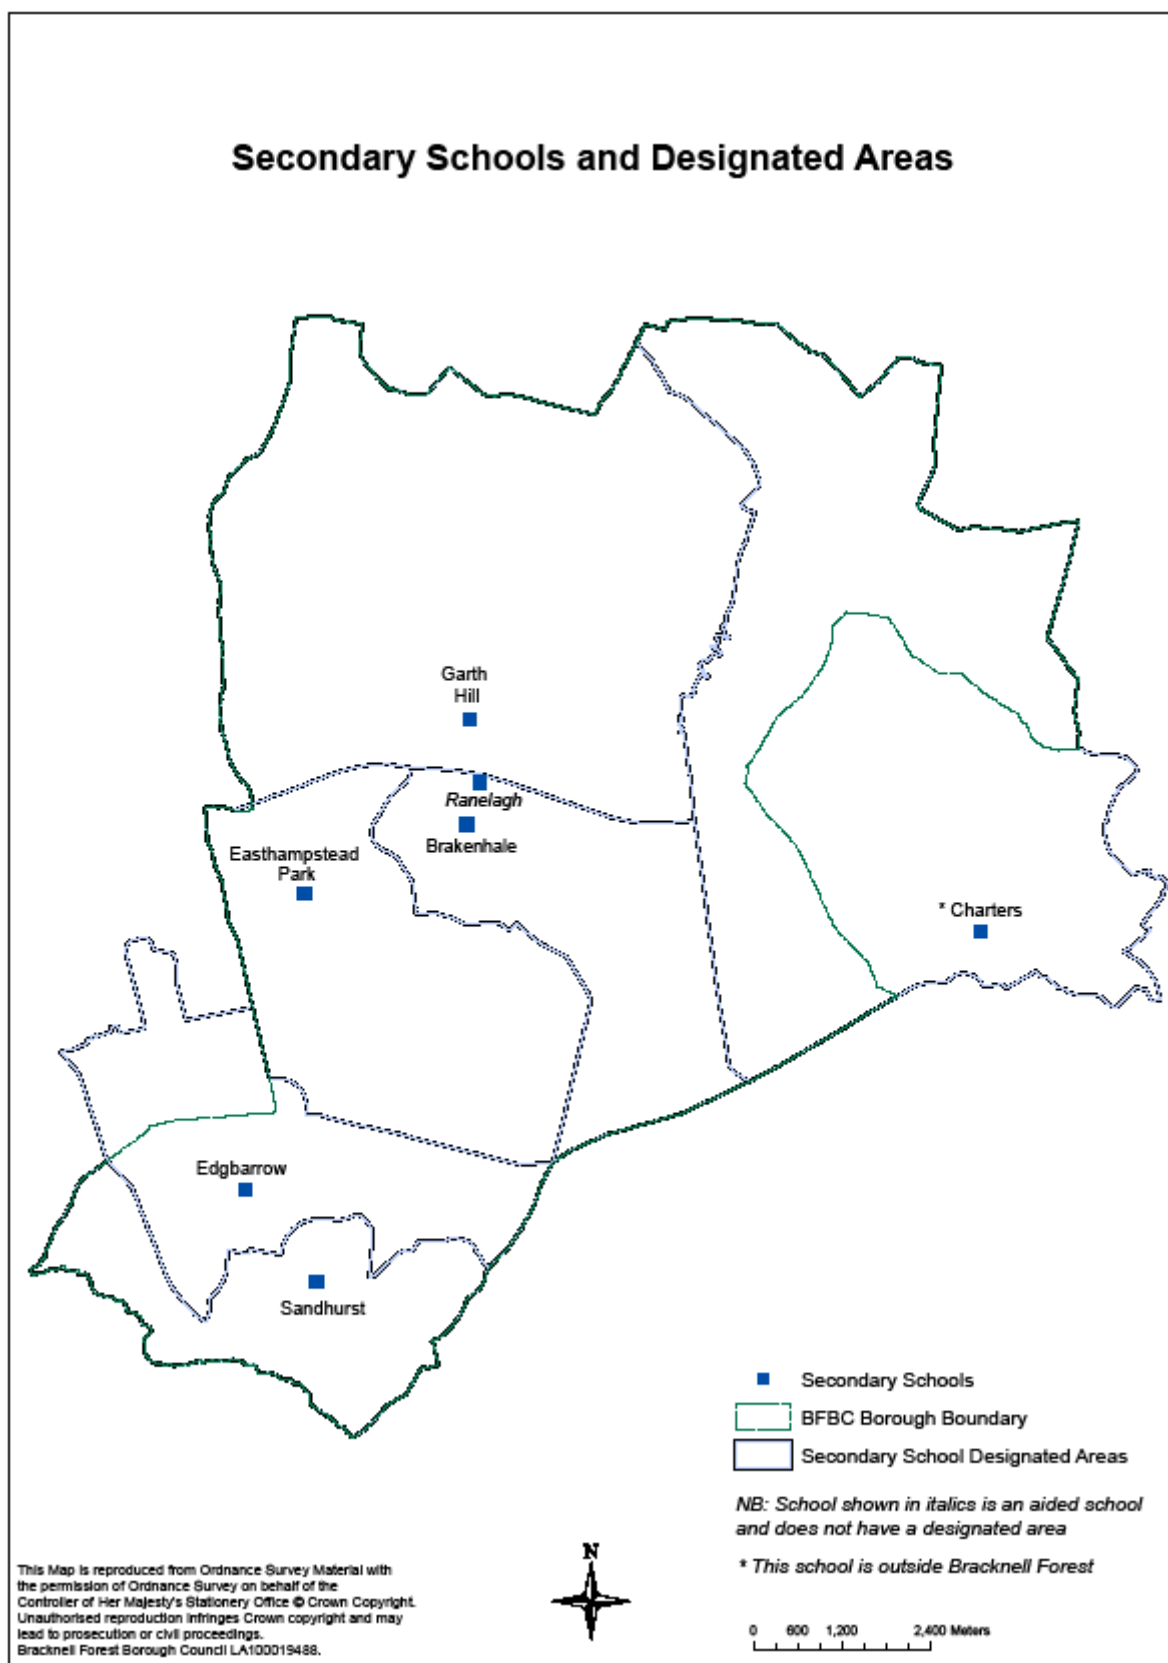 Secondary Schools and Designated Areas
Garth
Hill
Ranelagh
Brakenhale
Easthampstead
Park
* Charters
Edgbarrow
Sandhurst
Secondary Schools
BFBC Borough Boundary
Secondary School Designated Areas
NB: School shown in italics is an aided school
and does not have a designated area
* This school is outside Bracknell Forest
N
0 600 1,200 2,400 Meters
This Map is reproduced from Ordnance Survey Material with
the permission of Ordnance Survey on behalf of the
Controller of Her Majesty's Stationery Office © Crown Copyright.
Unauthorised reproduction infringes Crown copyright and may
lead to prosecution or civil proceedings.
Bracknell Forest Borough Council LA100019488.